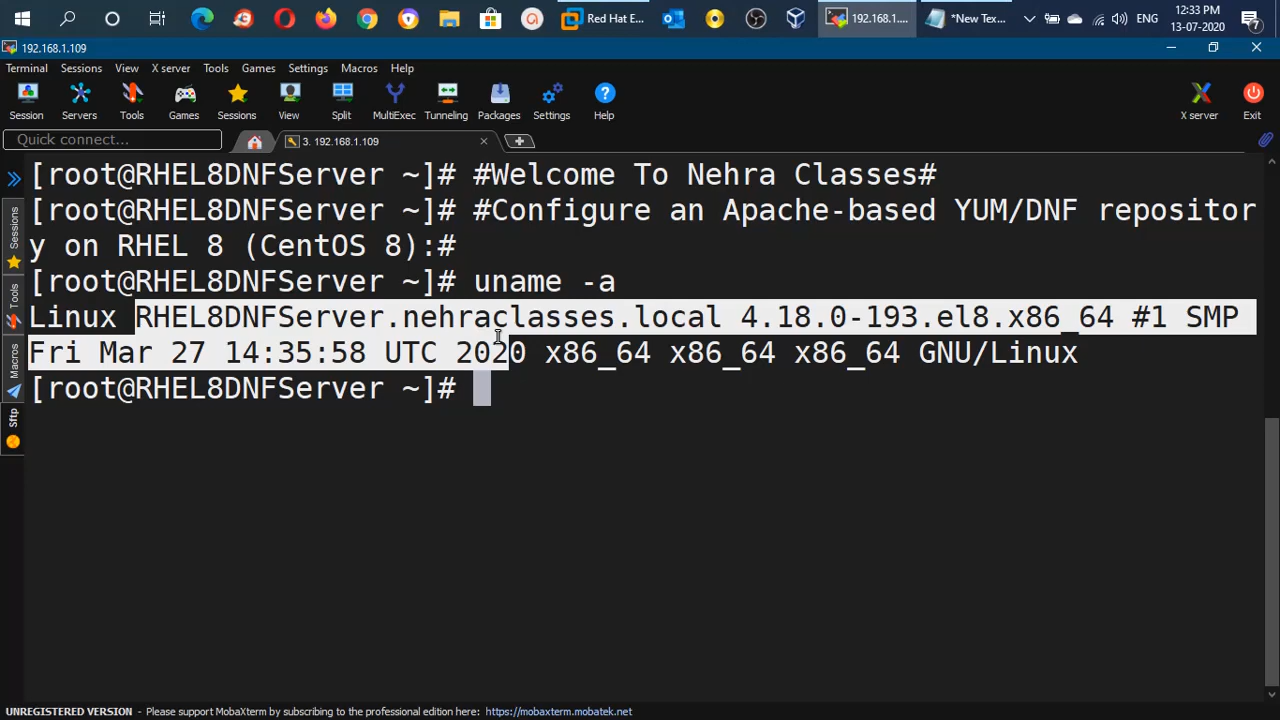 Red Hat E...
192.168.1....
*New Tex...
ENG
12:33 PM
13-07-2020
7
192.168.1.109
Terminal Sessions View X server Tools Games Settings Macros Help
Session Servers Tools Games Sessions View Split MultiExec Tunneling Packages Settings Help X server Exit
Quick connect...
3. 192.168.1.109
Sessions
Tools
Macros
Sftp
[root@RHEL8DNFServer ~]# #Welcome To Nehra Classes#
[root@RHEL8DNFServer ~]# #Configure an Apache-based YUM/DNF repositor
y on RHEL 8 (CentOS 8):#
[root@RHEL8DNFServer ~]# uname -a
Linux RHEL8DNFServer.nehraclasses.local 4.18.0-193.el8.x86_64 #1 SMP
Fri Mar 27 14:35:58 UTC 2020 x86_64 x86_64 x86_64 GNU/Linux
[root@RHEL8DNFServer ~]#
UNREGISTERED VERSION - Please support MobaXterm by subscribing to the professional edition here: https://mobaxterm.mobatek.net